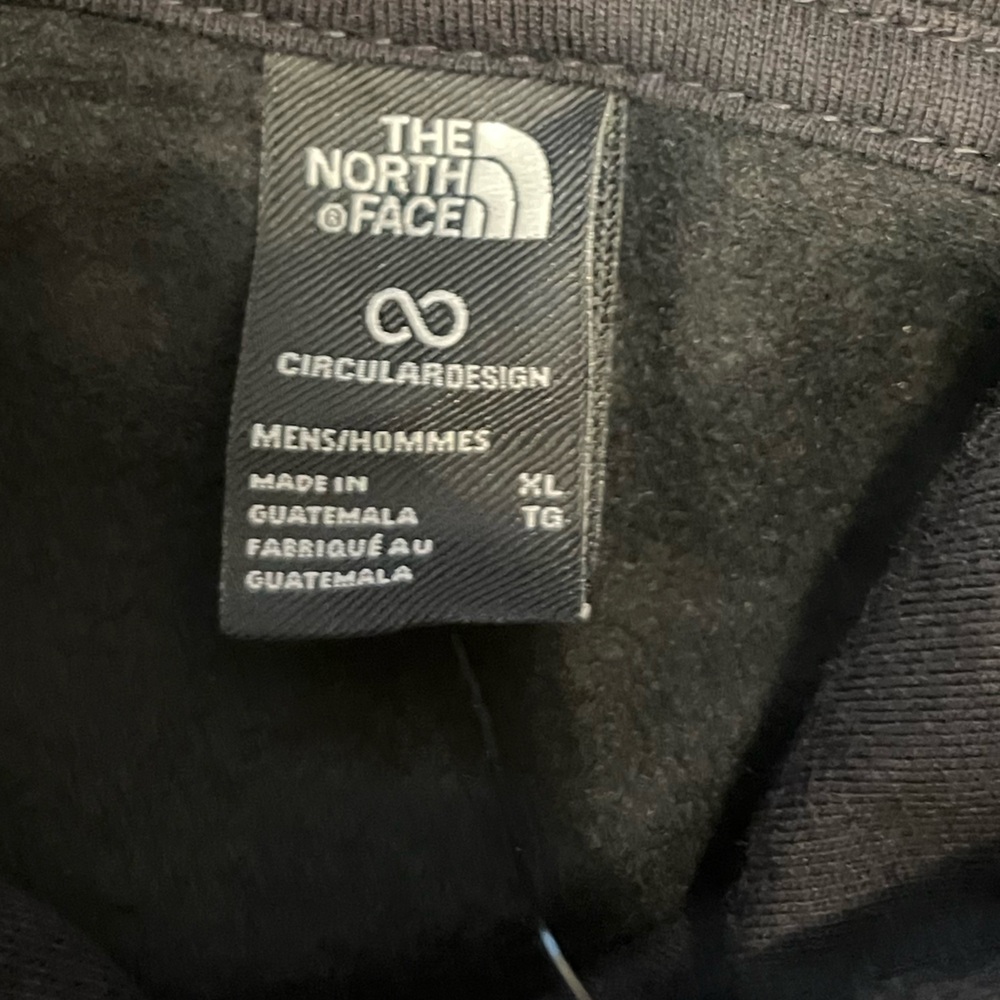 THE
NORTH
®FACE
CIRCULARDESIGN
MENS/HOMMES
MADE IN XL
GUATEMALA TG
FABRIQUÉ AU
GUATEMALA